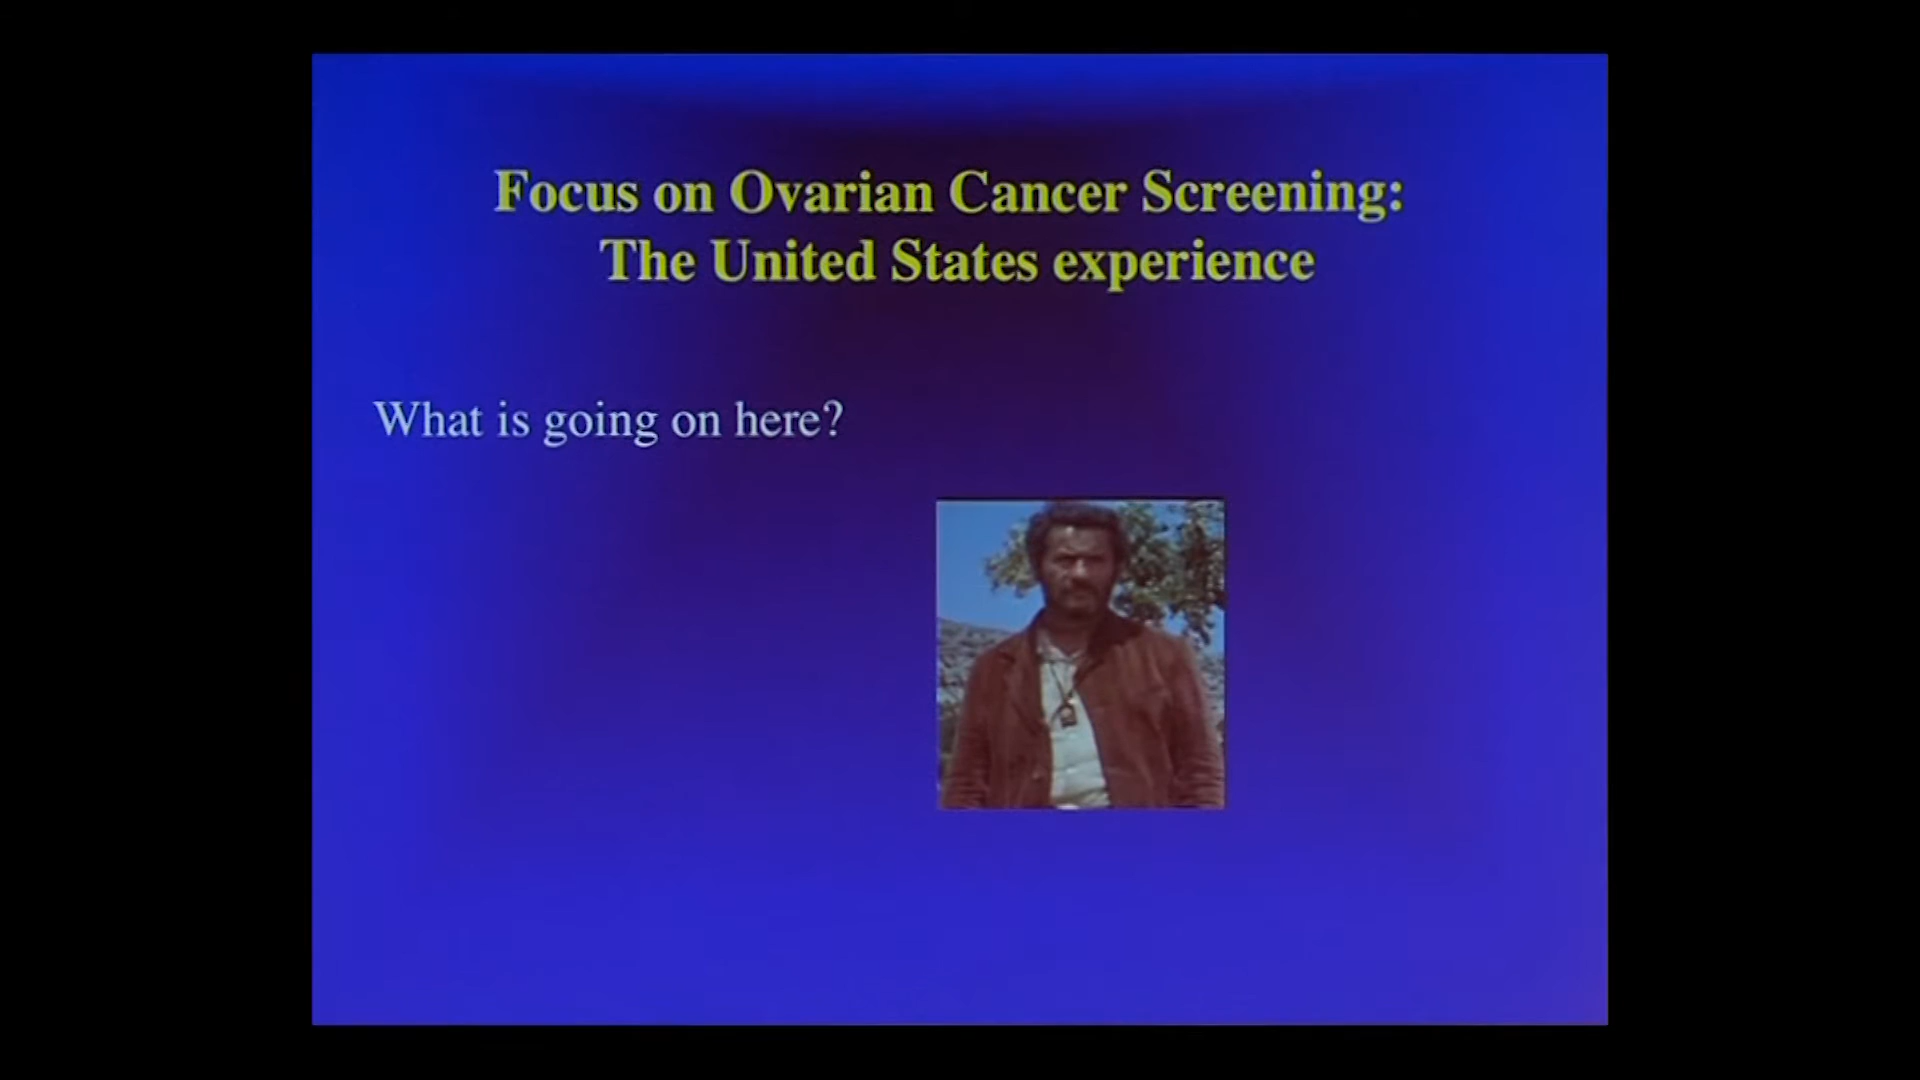 Focus on Ovarian Cancer Screening:
The United States experience
What is going on here?